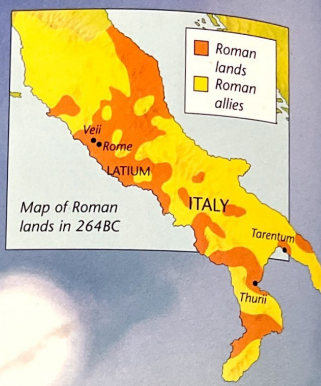 Roman
lands
Roman
allies
Veii
Rome
LATIUM
ITALY
Map of Roman
lands in 264BC
Tarentum
Thurii